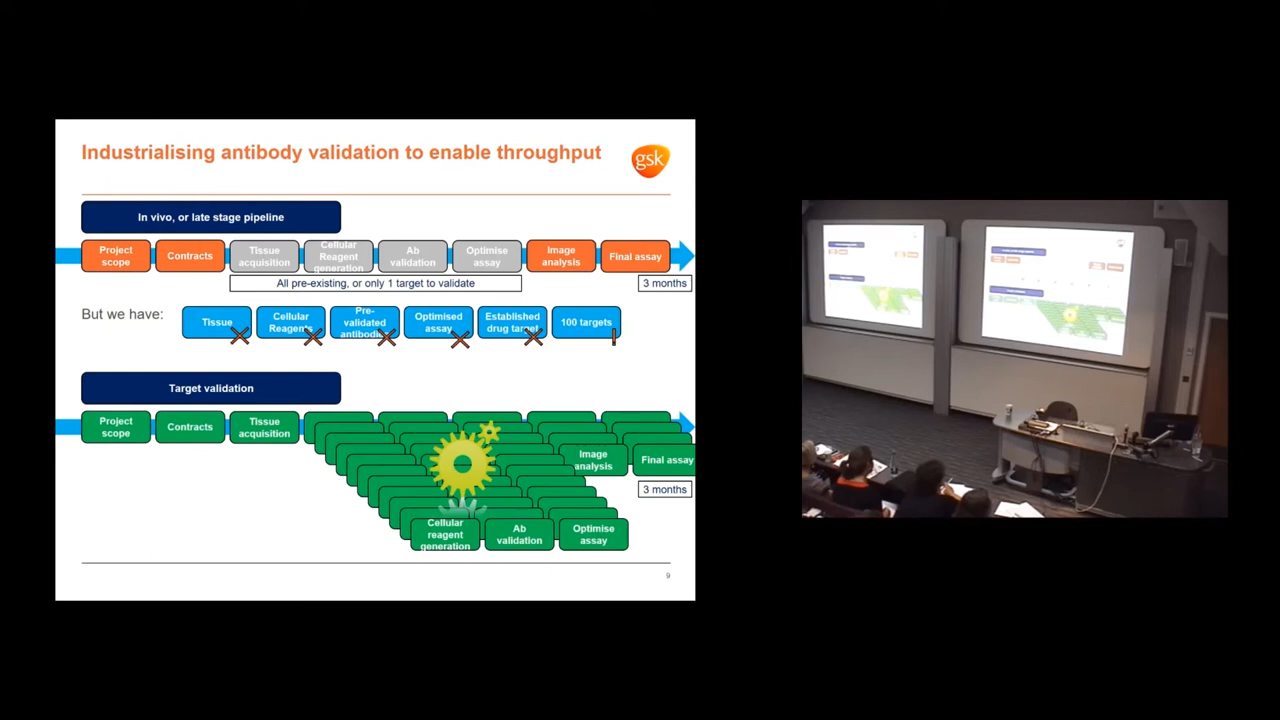 Industrialising antibody validation to enable throughput
gsk
In vivo, or late stage pipeline
Project
scope
Contracts
Tissue
acquisition
Cellular
Reagent
generation
Ab
validation
Optimise
assay
Image
analysis
Final assay
All pre-existing, or only 1 target to validate
3 months
But we have:
Tissue
Cellular
Reagents
Pre-
validated
antibodies
Optimised
assay
Established
drug target
100 targets
Target validation
Project
scope
Contracts
Tissue
acquisition
Image
analysis
Final assay
3 months
Cellular
reagent
generation
Ab
validation
Optimise
assay
9